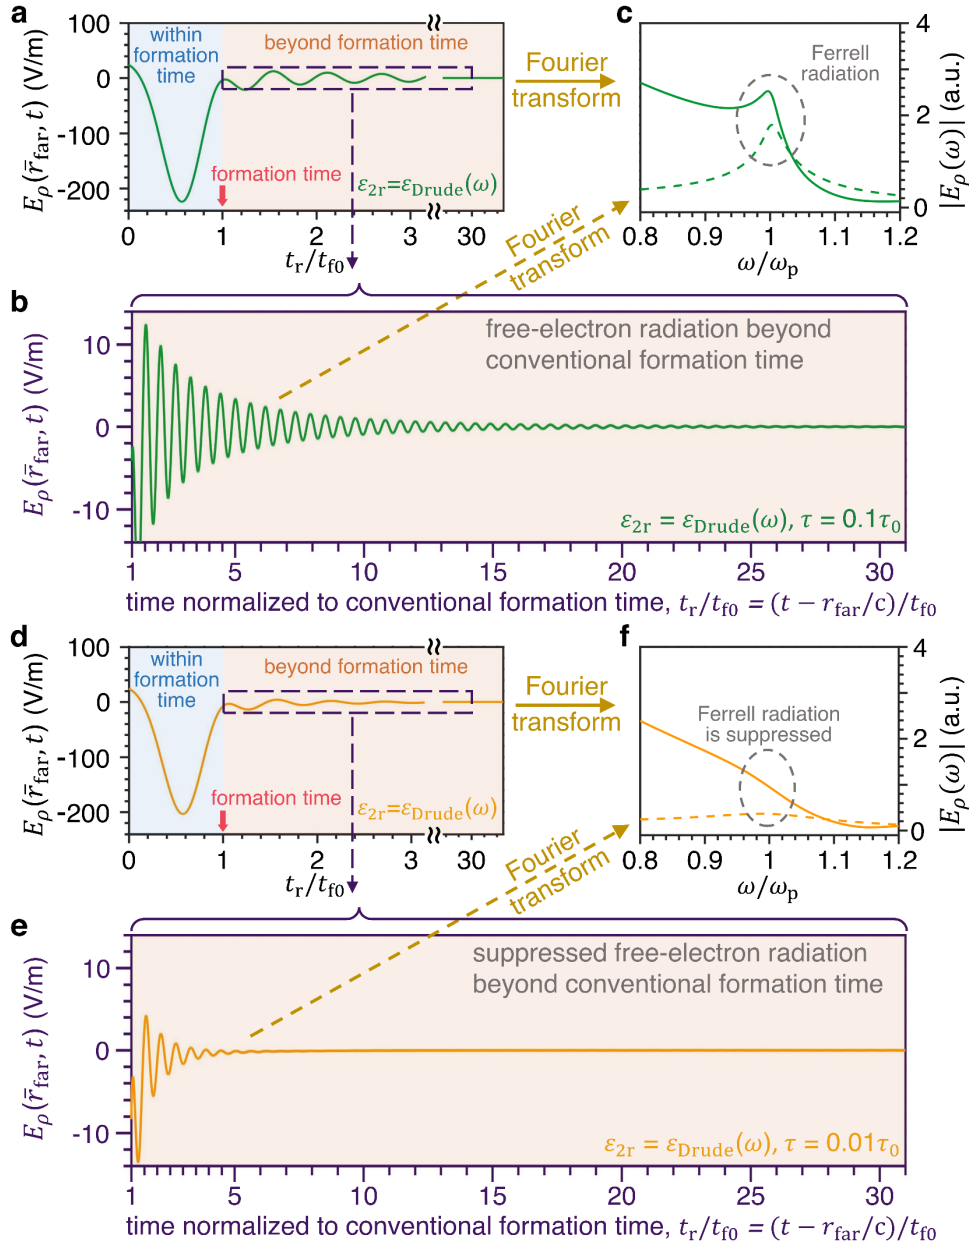 a
100
0
-100
-200
E_ρ(r̄_far, t) (V/m)
within
formation
time
beyond formation time
formation time
ε_2r=ε_Drude(ω)
0
1
2
3
30
t_r/t_f0
Fourier
transform
c
Ferrell
radiation
4
2
0
|E_ρ(ω)| (a.u.)
0.8
0.9
1
1.1
1.2
ω/ω_p
Fourier
transform
b
10
0
-10
E_ρ(r̄_far, t) (V/m)
free-electron radiation beyond
conventional formation time
ε_2r = ε_Drude(ω), τ = 0.1τ_0
1
5
10
15
20
25
30
time normalized to conventional formation time, t_r/t_f0 = (t − r_far/c)/t_f0
d
100
0
-100
-200
E_ρ(r̄_far, t) (V/m)
within
formation
time
beyond formation time
formation time
ε_2r=ε_Drude(ω)
0
1
2
3
30
t_r/t_f0
Fourier
transform
f
Ferrell radiation
is suppressed
4
2
0
|E_ρ(ω)| (a.u.)
0.8
0.9
1
1.1
1.2
ω/ω_p
Fourier
transform
e
10
0
-10
E_ρ(r̄_far, t) (V/m)
suppressed free-electron radiation
beyond conventional formation time
ε_2r = ε_Drude(ω), τ = 0.01τ_0
1
5
10
15
20
25
30
time normalized to conventional formation time, t_r/t_f0 = (t − r_far/c)/t_f0